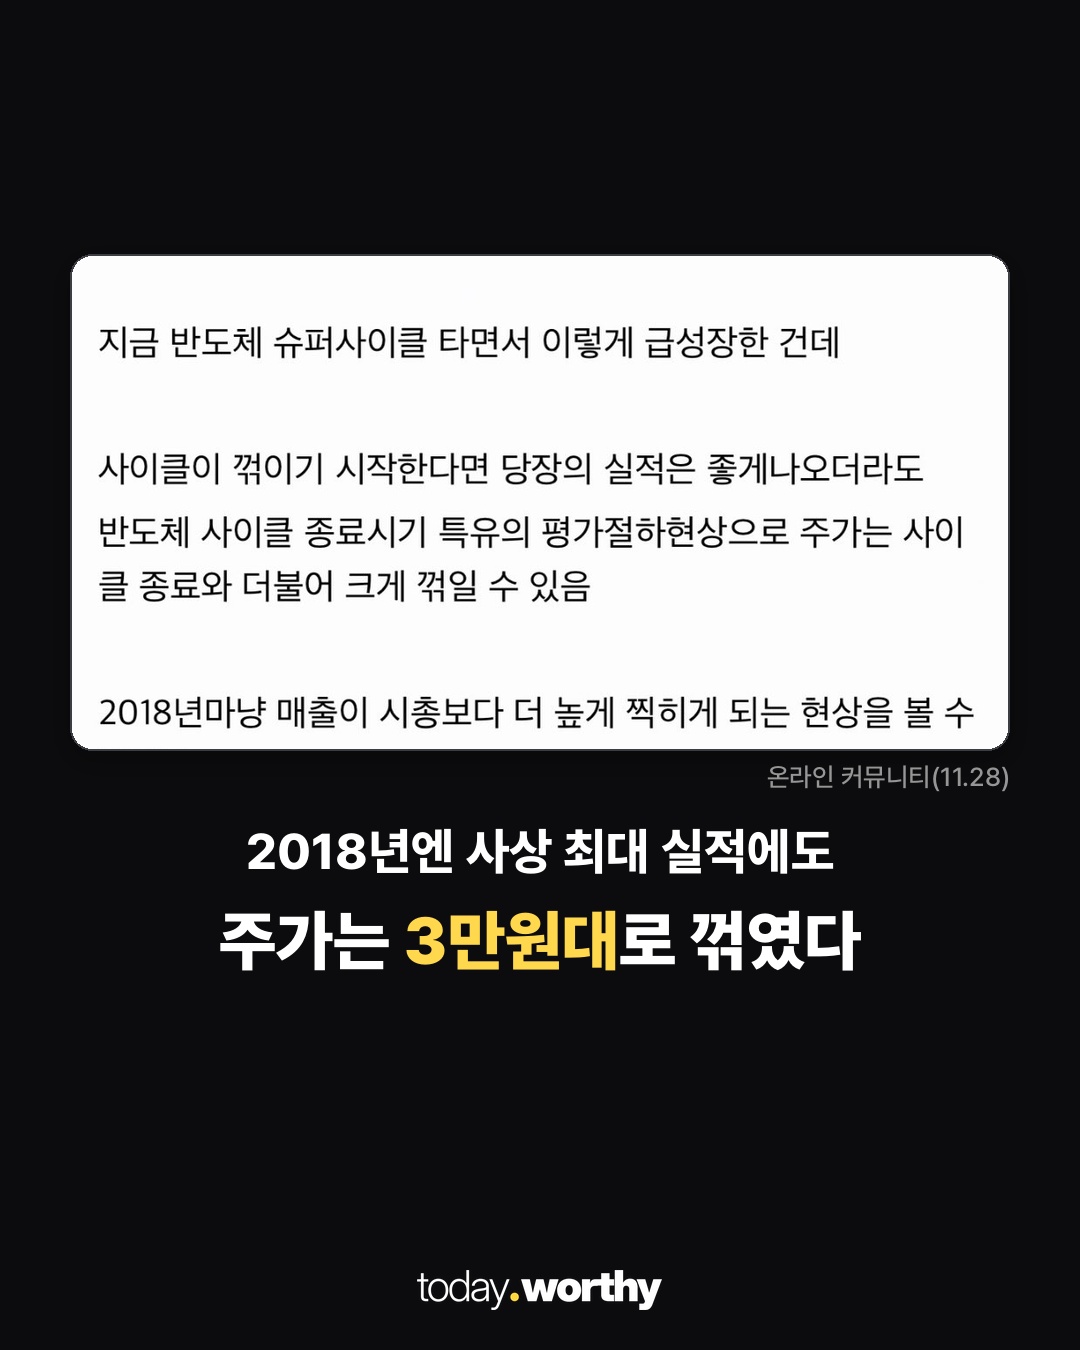 지금 반도체 슈퍼사이클 타면서 이렇게 급성장한 건데
사이클이 꺾이기 시작한다면 당장의 실적은 좋게나오더라도
반도체 사이클 종료시기 특유의 평가절하현상으로 주가는 사이
클 종료와 더불어 크게 꺾일 수 있음
2018년마냥 매출이 시총보다 더 높게 찍히게 되는 현상을 볼 수
온라인 커뮤니티(11.28)
2018년엔 사상 최대 실적에도
주가는 3만원대로 꺾였다
today.worthy